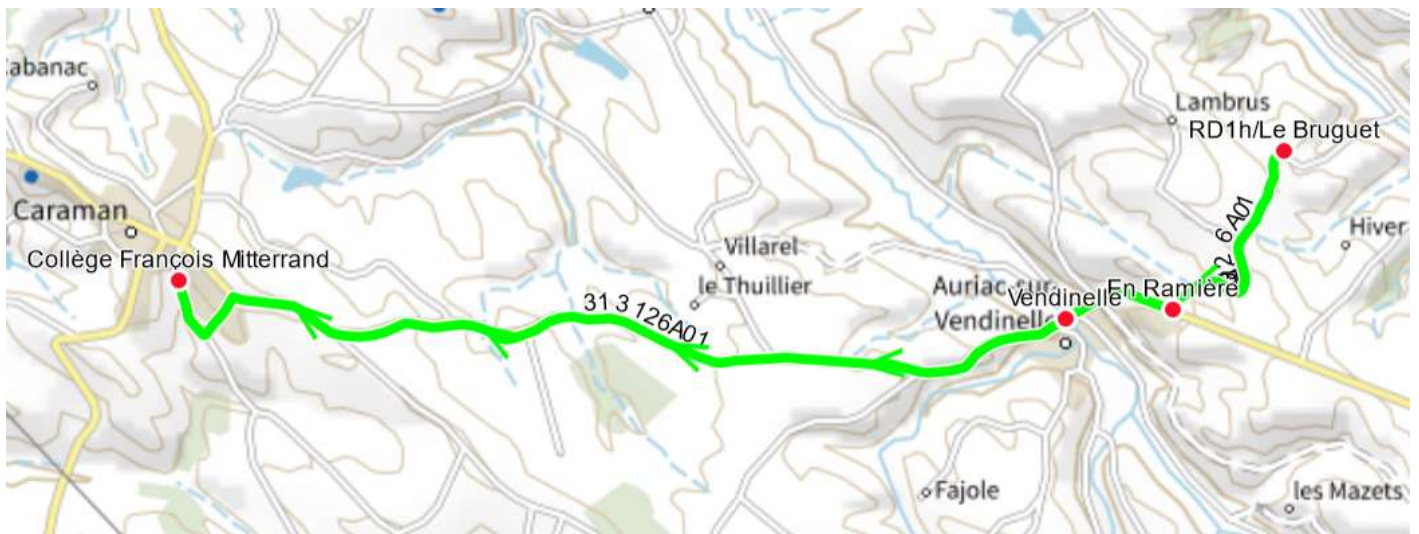 Cabanac
Lambrus
RD1h/Le Bruguet
Caraman
Hiver
Collège François Mitterrand
Villarel
le Thuillier
Auriac-sur-
Vendinelle
Vendinelle
En Ramière
31 3 126A01
6A01
Fajole
les Mazets